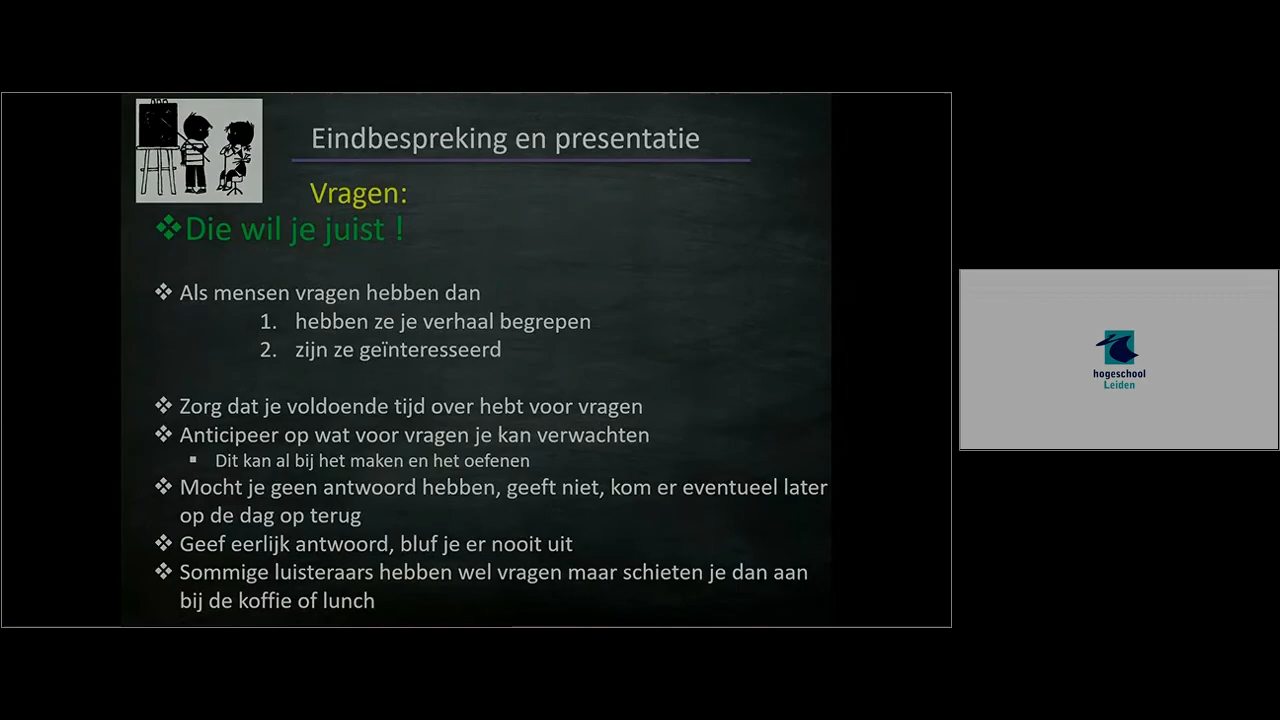 Eindbespreking en presentatie
Vragen:
❖Die wil je juist !
❖ Als mensen vragen hebben dan
1. hebben ze je verhaal begrepen
2. zijn ze geïnteresseerd
❖ Zorg dat je voldoende tijd over hebt voor vragen
❖ Anticipeer op wat voor vragen je kan verwachten
▪ Dit kan al bij het maken en het oefenen
❖ Mocht je geen antwoord hebben, geeft niet, kom er eventueel later
op de dag op terug
❖ Geef eerlijk antwoord, bluf je er nooit uit
❖ Sommige luisteraars hebben wel vragen maar schieten je dan aan
bij de koffie of lunch
hogeschool
Leiden